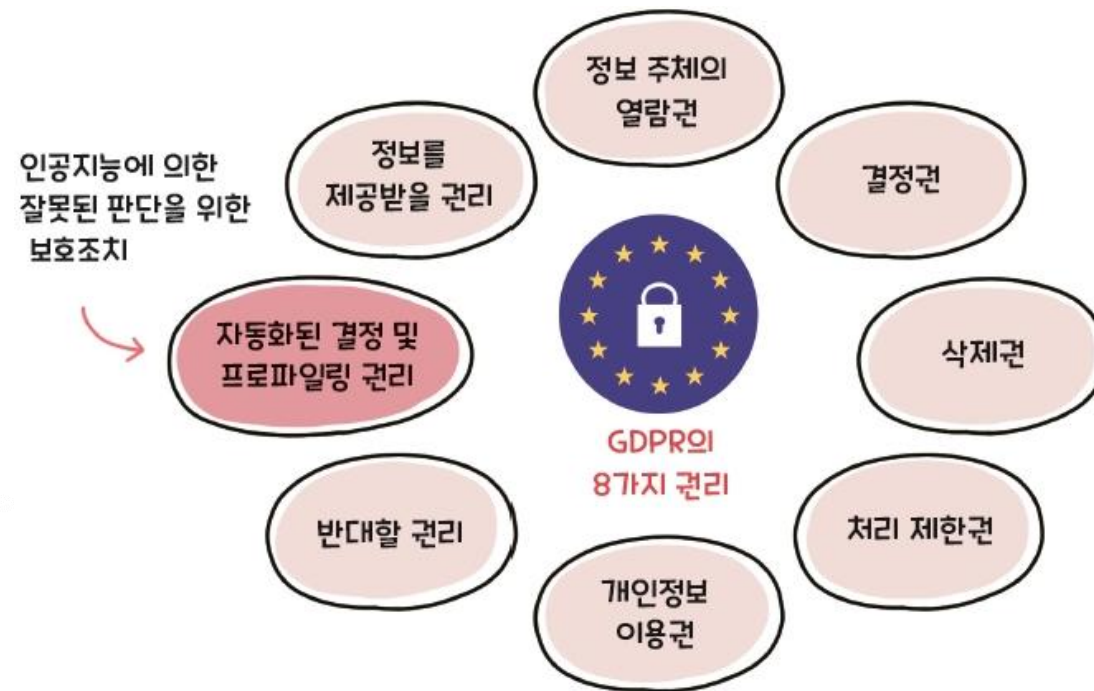 정보 주체의
열람권
정보를
제공받을 권리
결정권
인공지능에 의한
잘못된 판단을 위한
보호조치
자동화된 결정 및
프로파일링 권리
삭제권
GDPR의
8가지 권리
반대할 권리
처리 제한권
개인정보
이용권